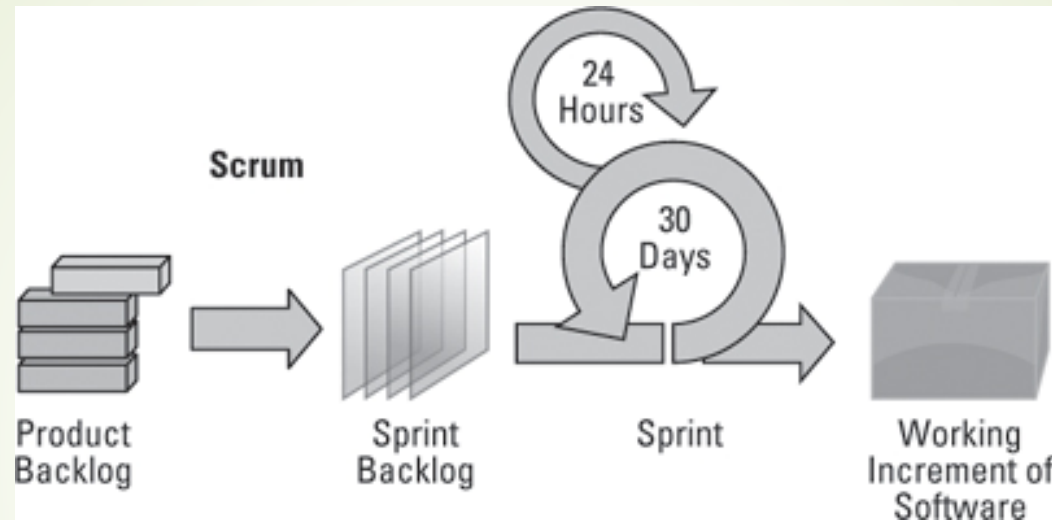 24
Hours
Scrum
30
Days
Product
Backlog
Sprint
Backlog
Sprint
Working
Increment of
Software